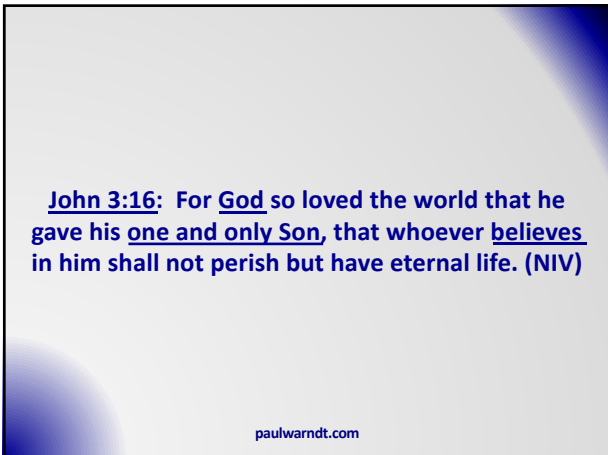 John 3:16:  For God so loved the world that he
gave his one and only Son, that whoever believes
in him shall not perish but have eternal life. (NIV)
paulwarndt.com